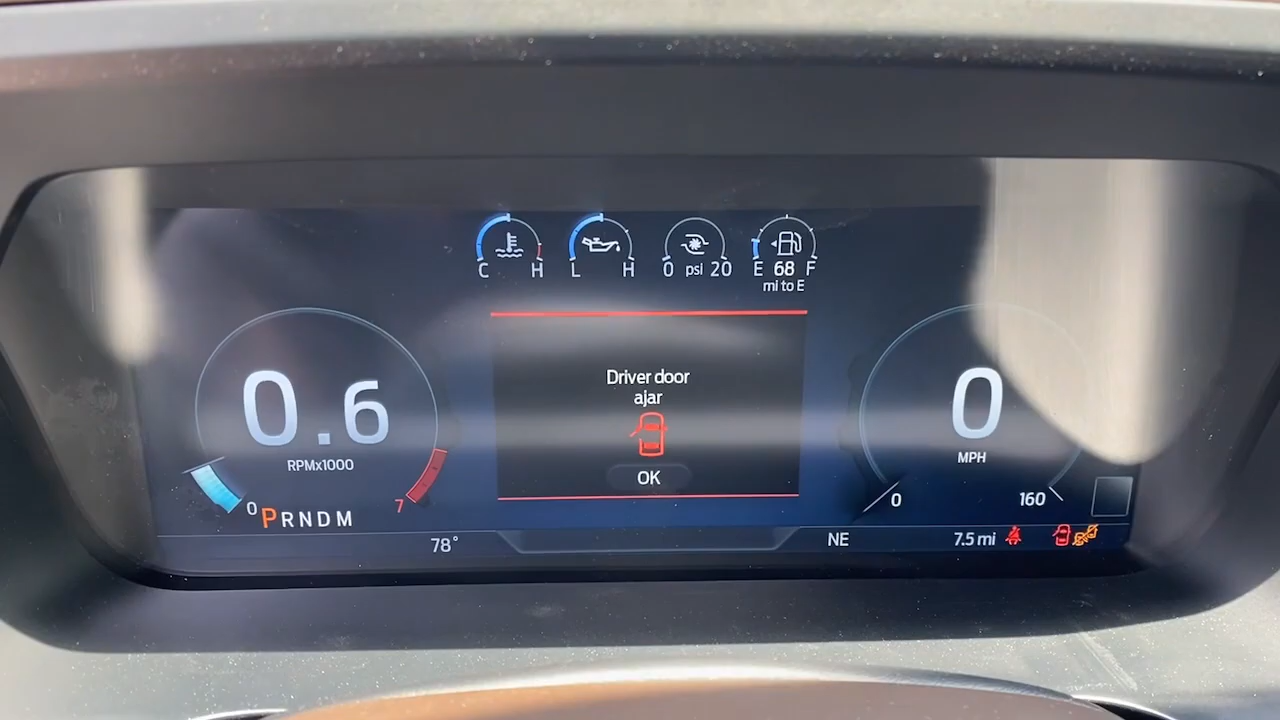 C H L H 0 psi 20 E 68 F
mi to E
Driver door
ajar
OK
0.6
RPMx1000
0 7
PRNDM
0
MPH
0 160
78° NE 7.5 mi